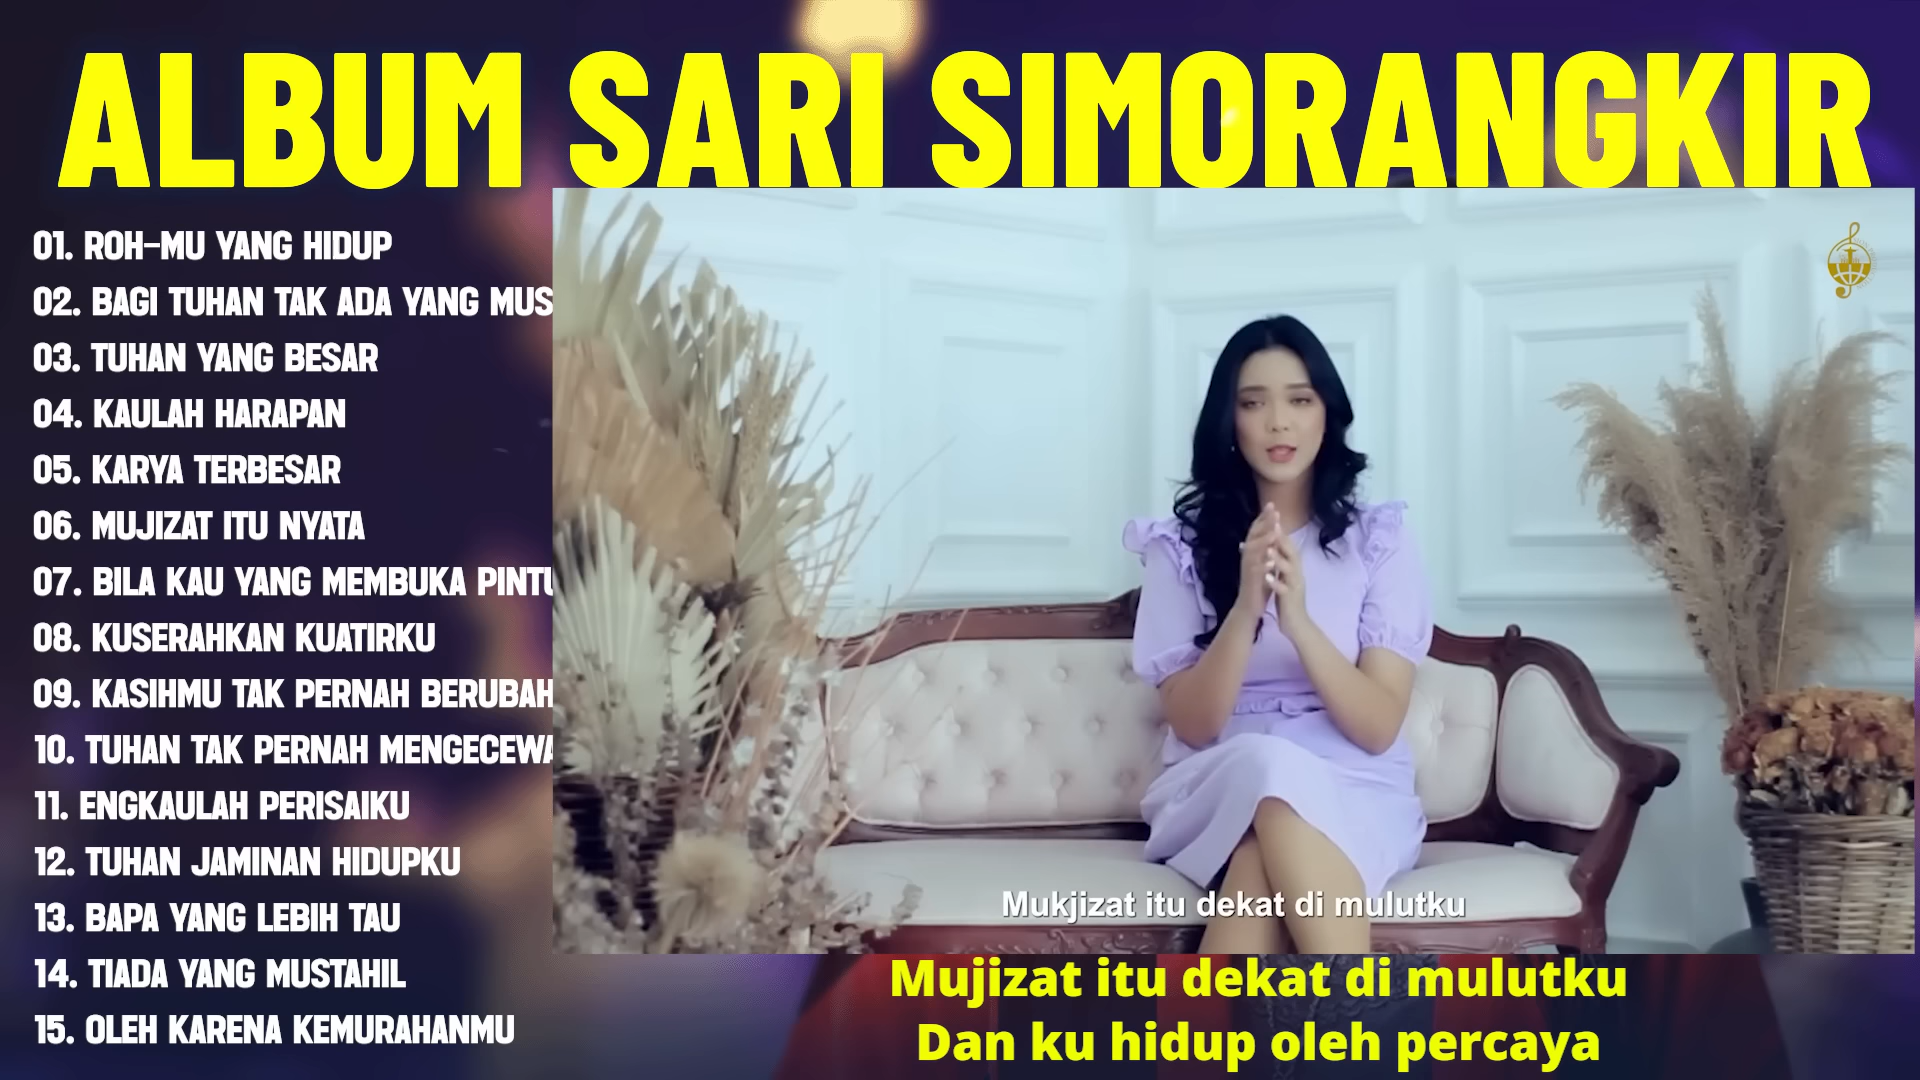 ALBUM SARI SIMORANGKIR
01. ROH-MU YANG HIDUP
02. BAGI TUHAN TAK ADA YANG MUS
03. TUHAN YANG BESAR
04. KAULAH HARAPAN
05. KARYA TERBESAR
06. MUJIZAT ITU NYATA
07. BILA KAU YANG MEMBUKA PINTU
08. KUSERAHKAN KUATIRKU
09. KASIHMU TAK PERNAH BERUBAH
10. TUHAN TAK PERNAH MENGECEWA
11. ENGKAULAH PERISAIKU
12. TUHAN JAMINAN HIDUPKU
13. BAPA YANG LEBIH TAU
14. TIADA YANG MUSTAHIL
15. OLEH KARENA KEMURAHANMU
Mukjizat itu dekat di mulutku
Mujizat itu dekat di mulutku
Dan ku hidup oleh percaya